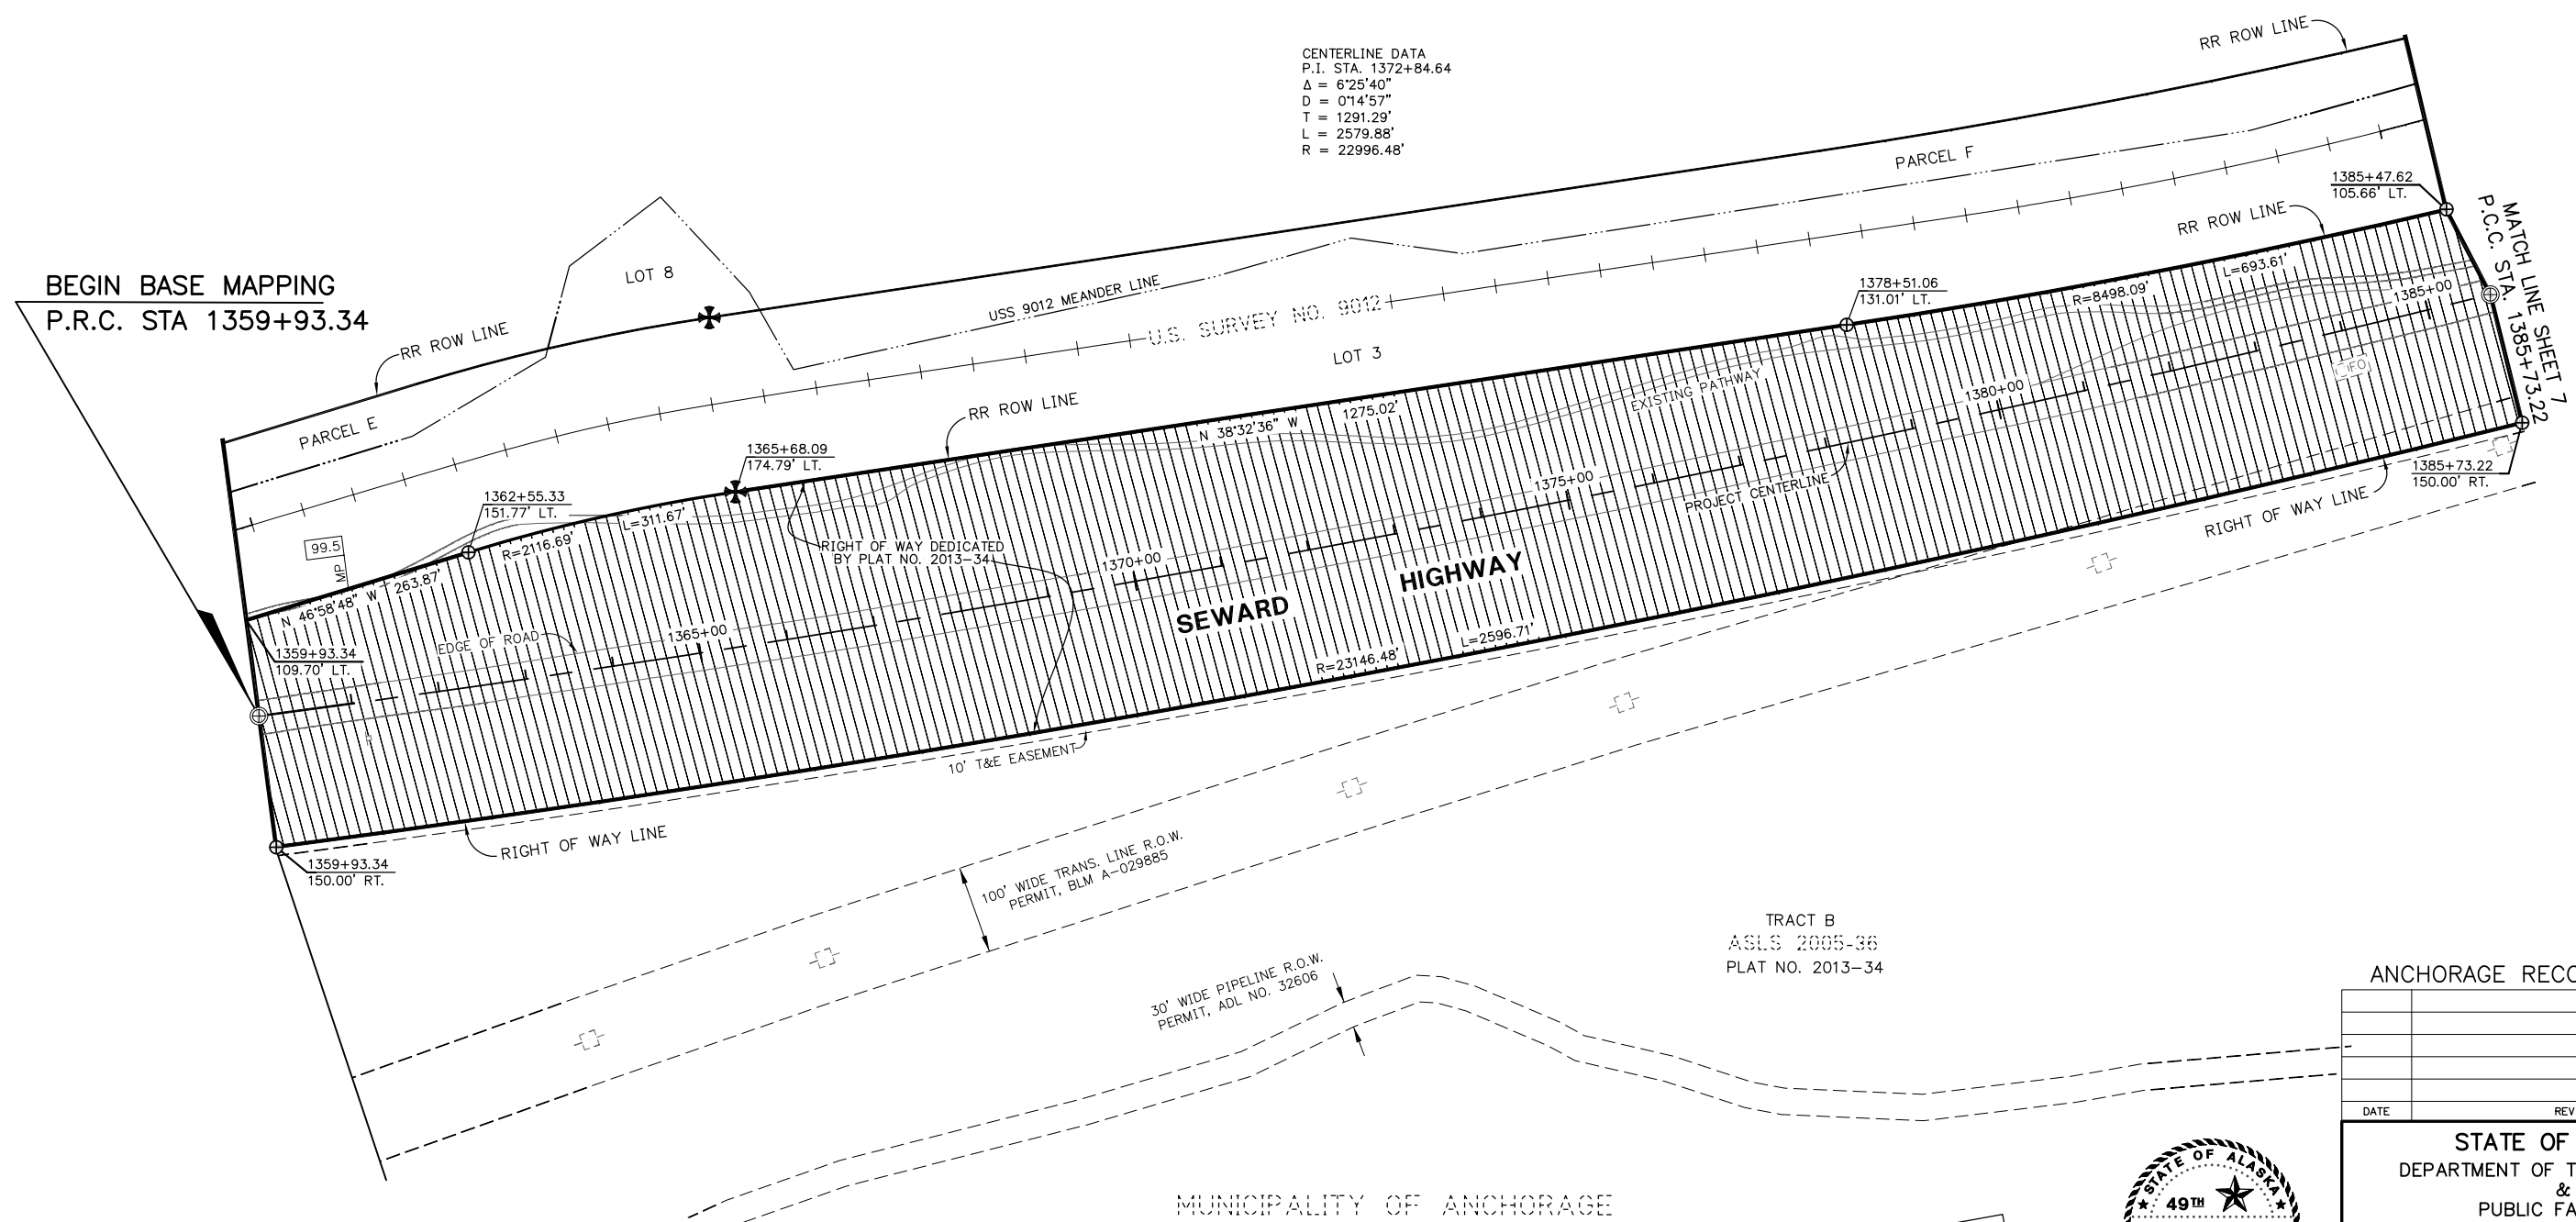 RR ROW LINE
CENTERLINE DATA
P.I. STA. 1372+84.64
Δ = 6°25'40"
D = 0°14'57"
T = 1291.29'
L = 2579.88'
R = 22996.48'
PARCEL F
1385+47.62
105.66' LT.
RR ROW LINE
MATCH LINE SHEET 7
P.C.C. STA. 1385+73.22
BEGIN BASE MAPPING
P.R.C. STA 1359+93.34
LOT 8
RR ROW LINE
USS 9012 MEANDER LINE
U.S. SURVEY NO. 9012
LOT 3
1378+51.06
131.01' LT.
R=8498.09'
L=693.61'
1385+00
PARCEL E
RR ROW LINE
N 38°32'36" W
1275.02'
EXISTING PATHWAY
1380+00
1365+68.09
174.79' LT.
1362+55.33
151.77' LT.
R=2116.69'
L=311.67'
99.5
MP
N 46°58'48" W 263.87'
RIGHT OF WAY DEDICATED
BY PLAT NO. 2013-34
1370+00
1375+00
PROJECT CENTERLINE
1385+73.22
150.00' RT.
RIGHT OF WAY LINE
SEWARD
HIGHWAY
EDGE OF ROAD
1365+00
1359+93.34
109.70' LT.
R=23146.48'
L=2596.71'
10' T&E EASEMENT
RIGHT OF WAY LINE
1359+93.34
150.00' RT.
100' WIDE TRANS. LINE R.O.W.
PERMIT, BLM A-029885
30' WIDE PIPELINE R.O.W.
PERMIT, ADL NO. 32606
TRACT B
ASLS 2005-36
PLAT NO. 2013-34
ANCHORAGE RECO
DATE
REV
STATE OF
DEPARTMENT OF T
&
PUBLIC FA
STATE OF ALASKA
49TH
MUNICIPALITY OF ANCHORAGE